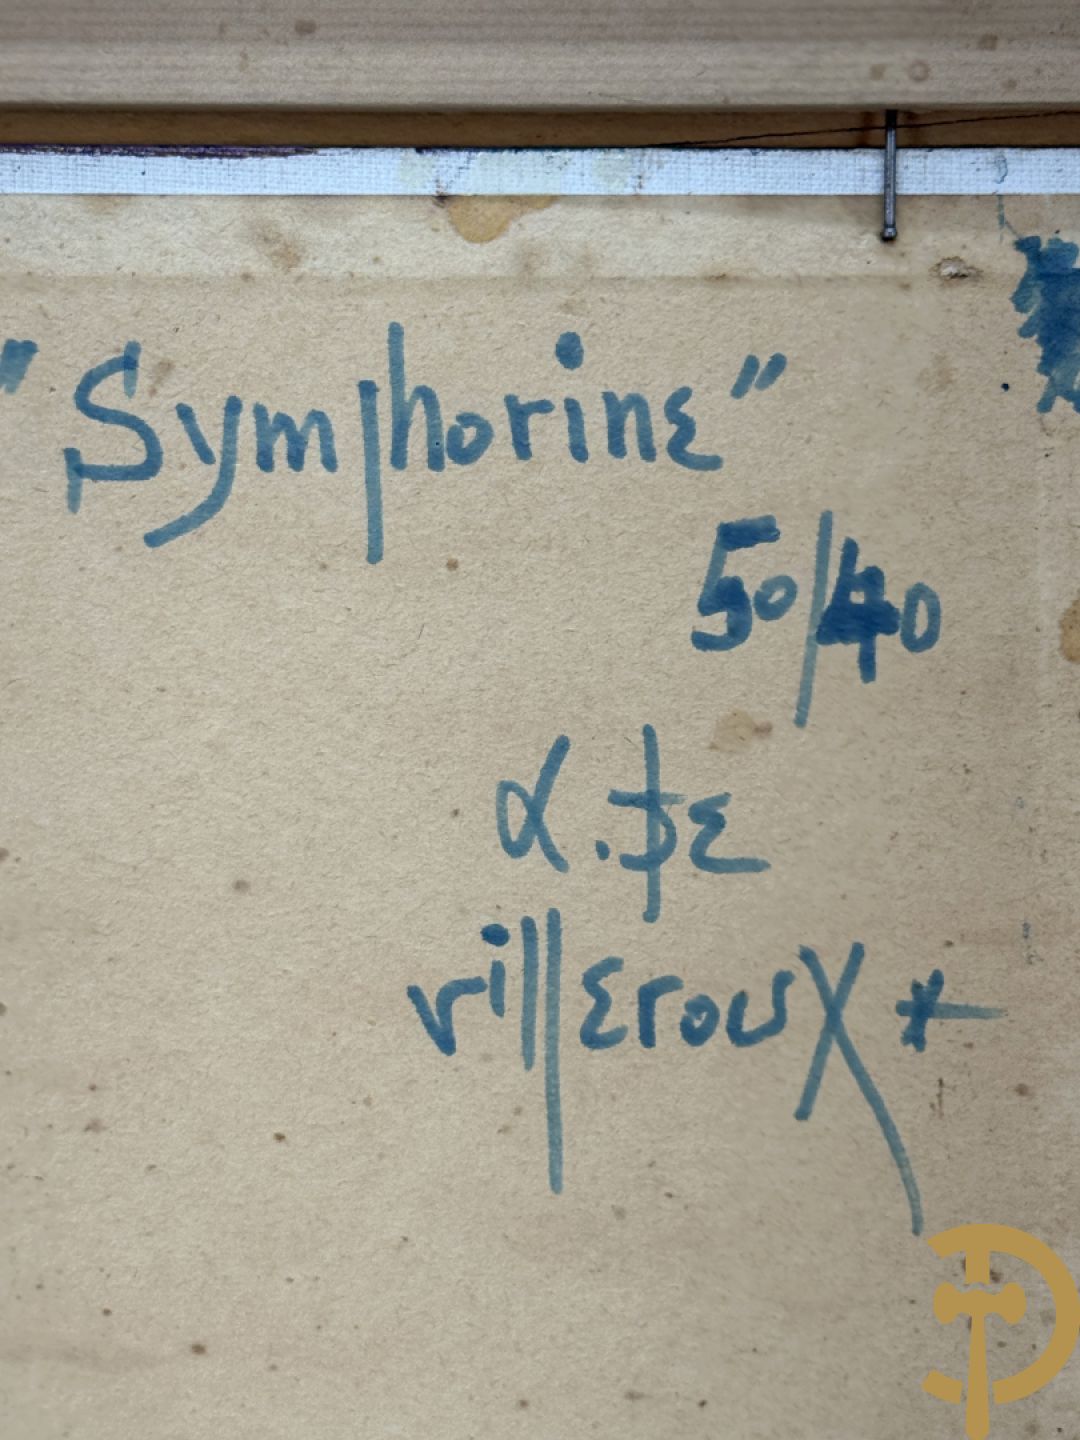 "Symphorine"
50/40
α. De
villeroux *